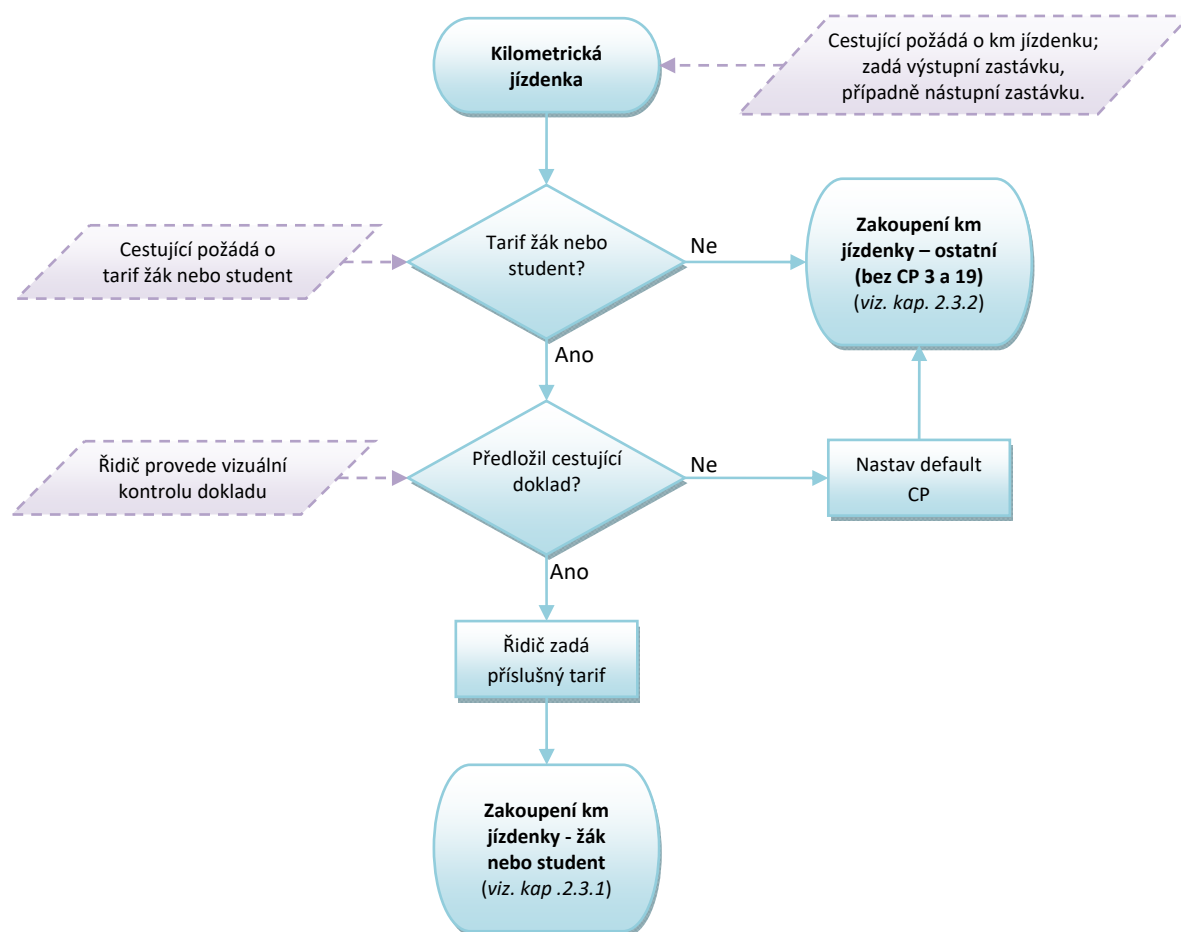 Kilometrická
jízdenka
Cestující požádá o km jízdenku;
zadá výstupní zastávku,
případně nástupní zastávku.
Cestující požádá o
tarif žák nebo student
Tarif žák nebo
student?
Ne
Zakoupení km
jízdenky – ostatní
(bez CP 3 a 19)
(viz. kap. 2.3.2)
Ano
Řidič provede vizuální
kontrolu dokladu
Předložil cestující
doklad?
Ne
Nastav default
CP
Ano
Řidič zadá
příslušný tarif
Zakoupení km
jízdenky - žák
nebo student
(viz. kap .2.3.1)